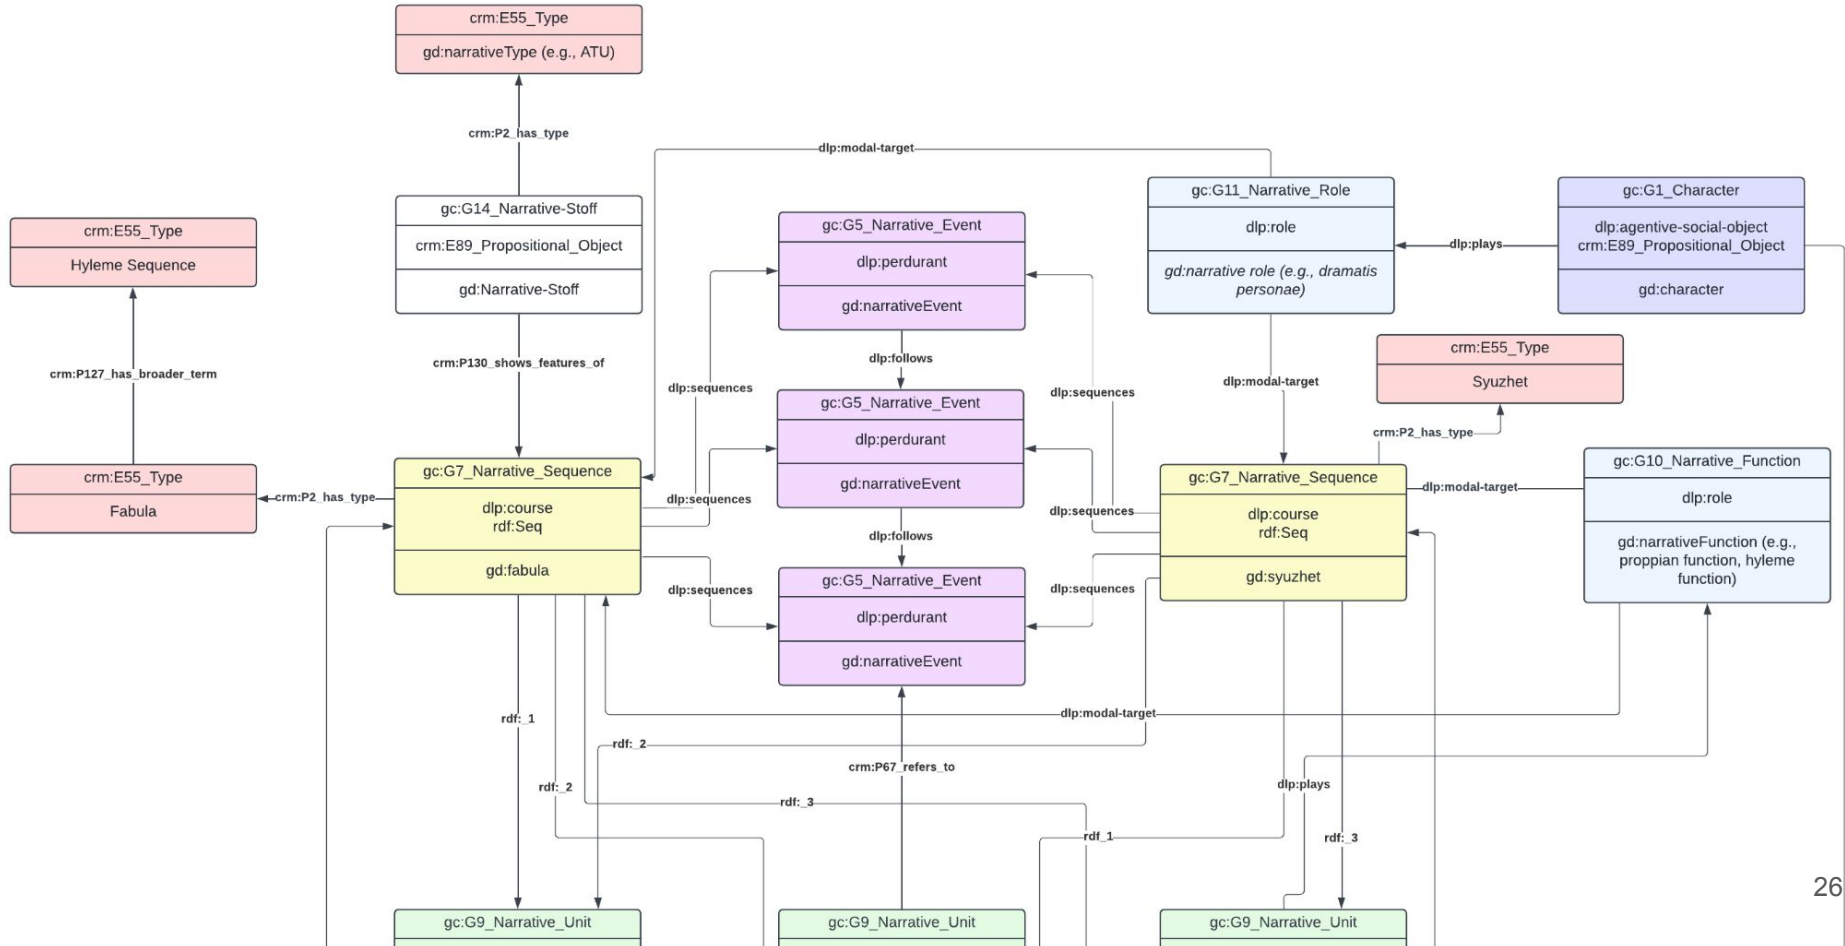 crm:E55_Type
gd:narrativeType (e.g., ATU)
crm:P2_has_type
dlp:modal-target
gc:G14_Narrative-Stoff
crm:E89_Propositional_Object
gd:Narrative-Stoff
crm:E55_Type
Hyleme Sequence
gc:G5_Narrative_Event
dlp:perdurant
gd:narrativeEvent
gc:G11_Narrative_Role
dlp:role
gd:narrative role (e.g., dramatis
personae)
dlp:plays
gc:G1_Character
dlp:agentive-social-object
crm:E89_Propositional_Object
gd:character
crm:P127_has_broader_term
crm:P130_shows_features_of
dlp:sequences
dlp:follows
dlp:sequences
dlp:modal-target
crm:E55_Type
Syuzhet
crm:P2_has_type
gc:G5_Narrative_Event
dlp:perdurant
gd:narrativeEvent
crm:E55_Type
Fabula
crm:P2_has_type
gc:G7_Narrative_Sequence
dlp:course
rdf:Seq
gd:fabula
dlp:sequences
dlp:sequences
gc:G7_Narrative_Sequence
dlp:course
rdf:Seq
gd:syuzhet
dlp:modal-target
gc:G10_Narrative_Function
dlp:role
gd:narrativeFunction (e.g.,
proppian function, hyleme
function)
dlp:follows
dlp:sequences
gc:G5_Narrative_Event
dlp:perdurant
gd:narrativeEvent
dlp:sequences
rdf:_1
dlp:modal-target
rdf:_2
crm:P67_refers_to
rdf:_2
rdf:_3
dlp:plays
rdf_1
rdf:_3
26
gc:G9_Narrative_Unit
gc:G9_Narrative_Unit
gc:G9_Narrative_Unit